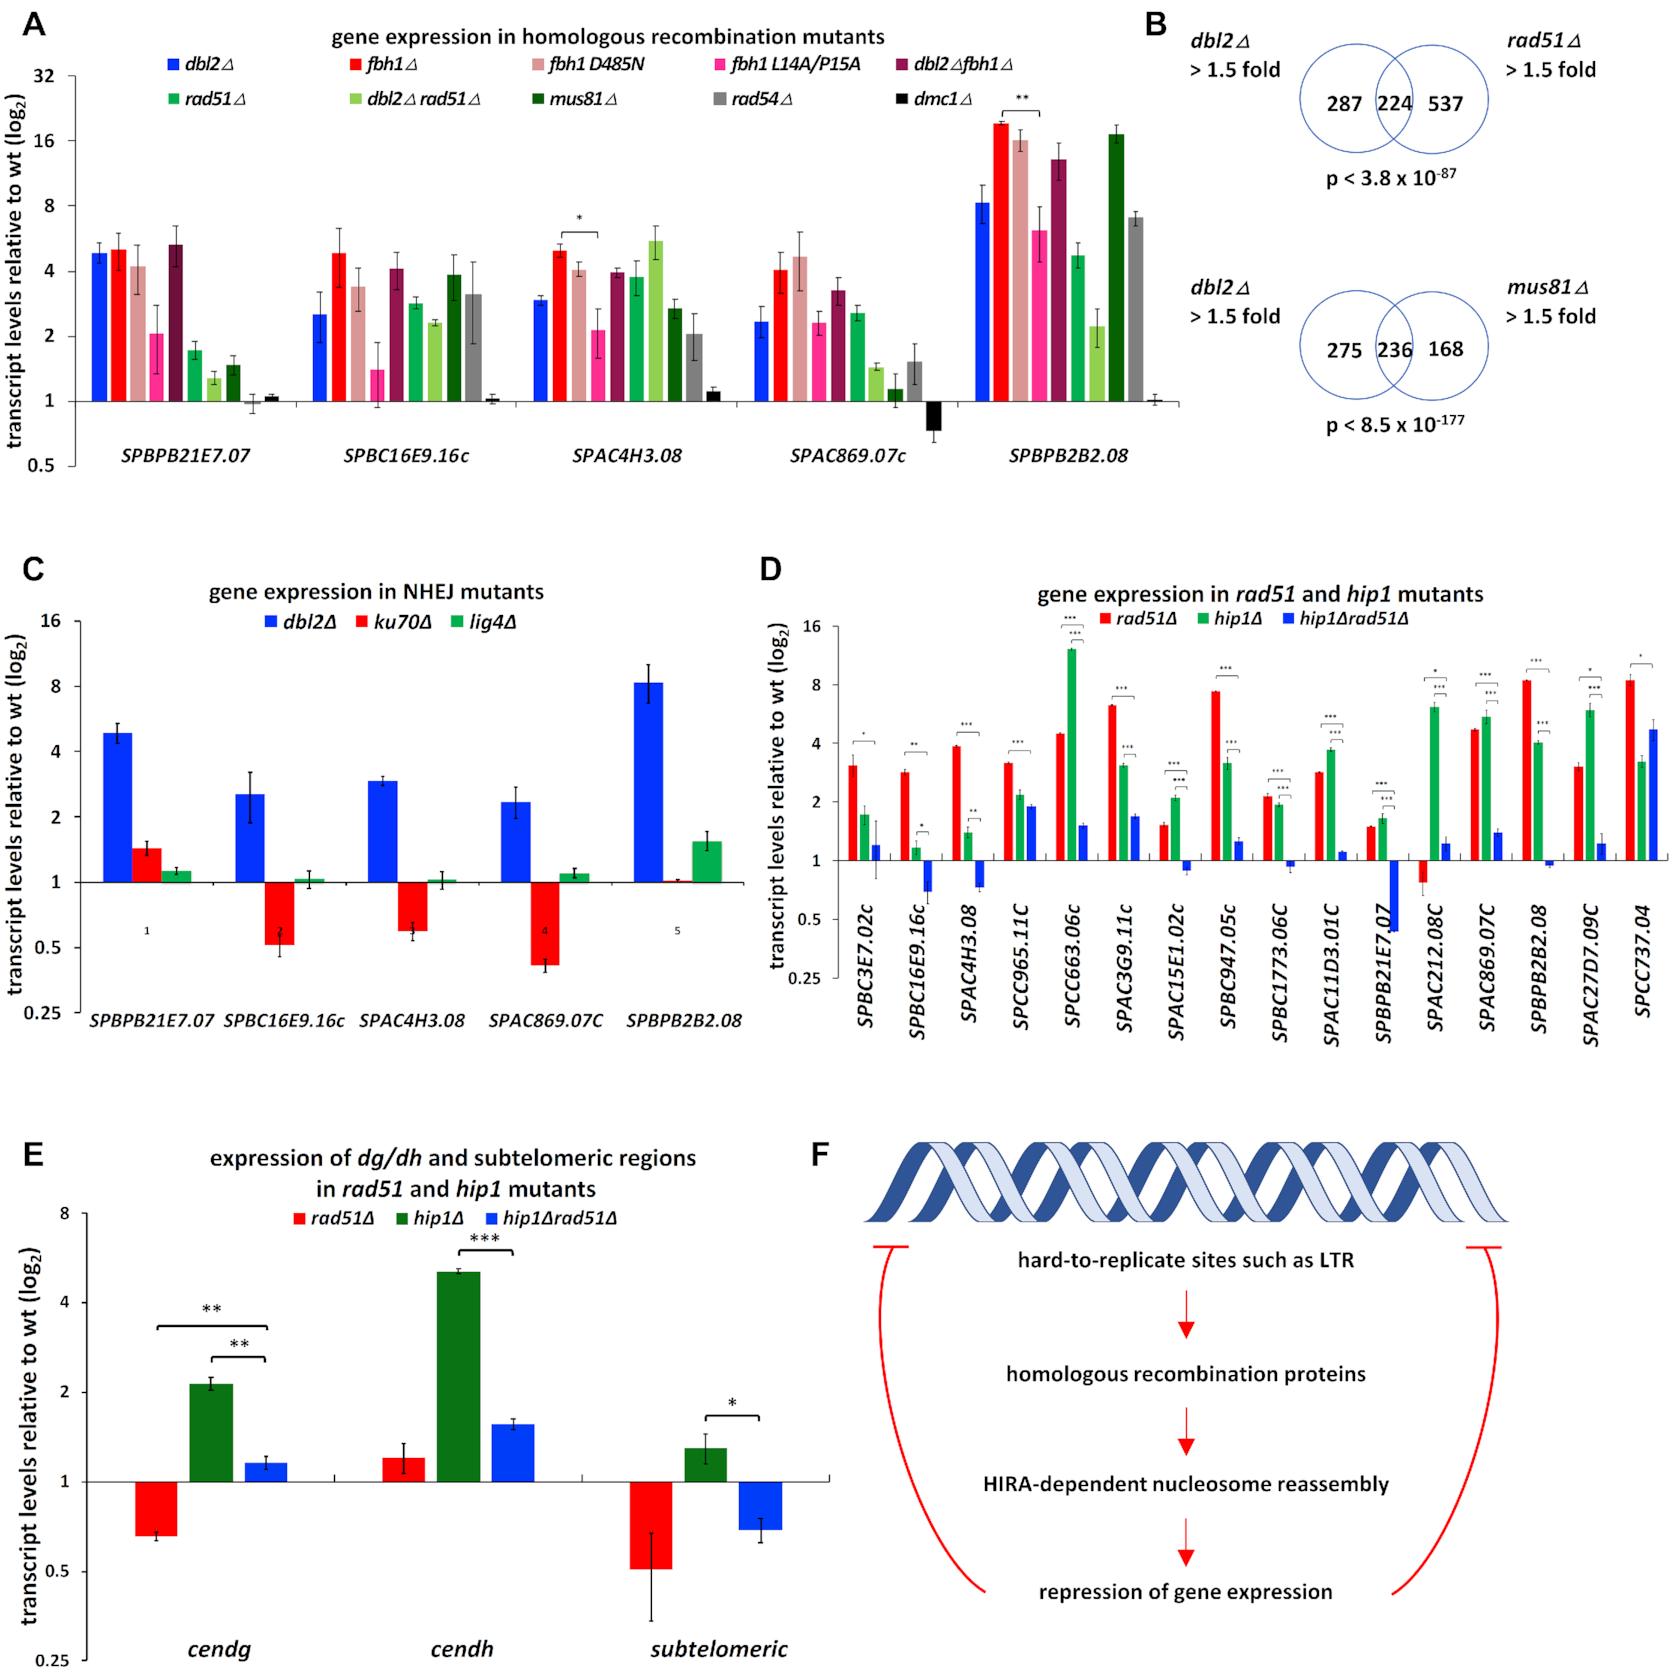 A
gene expression in homologous recombination mutants
dbl2Δ fbh1Δ fbh1 D485N fbh1 L14A/P15A dbl2Δfbh1Δ
rad51Δ dbl2Δ rad51Δ mus81Δ rad54Δ dmc1Δ
transcript levels relative to wt (log2)
32
16
8
4
2
1
0.5
*
**
SPBPB21E7.07 SPBC16E9.16c SPAC4H3.08 SPAC869.07c SPBPB2B2.08
B
dbl2Δ rad51Δ
> 1.5 fold > 1.5 fold
287 224 537
p < 3.8 x 10-87
dbl2Δ mus81Δ
> 1.5 fold > 1.5 fold
275 236 168
p < 8.5 x 10-177
C
gene expression in NHEJ mutants
dbl2Δ ku70Δ lig4Δ
transcript levels relative to wt (log2)
16
8
4
2
1
0.5
0.25
1 2 3 4 5
SPBPB21E7.07 SPBC16E9.16c SPAC4H3.08 SPAC869.07C SPBPB2B2.08
D
gene expression in rad51 and hip1 mutants
rad51Δ hip1Δ hip1Δrad51Δ
transcript levels relative to wt (log2)
16
8
4
2
1
0.5
0.25
* ** * *** ** *** *** *** *** *** *** *** *** *** *** *** *** *** *** *** * *** *** *** *** *** * *** *
SPBC3E7.02c
SPBC16E9.16c
SPAC4H3.08
SPCC965.11C
SPCC663.06c
SPAC3G9.11c
SPAC15E1.02c
SPBC947.05c
SPBC1773.06C
SPAC11D3.01C
SPBPB21E7.07
SPAC212.08C
SPAC869.07C
SPBPB2B2.08
SPAC27D7.09C
SPCC737.04
E
expression of dg/dh and subtelomeric regions
in rad51 and hip1 mutants
rad51Δ hip1Δ hip1Δrad51Δ
transcript levels relative to wt (log2)
8
4
2
1
0.5
0.25
**
**
***
*
cendg cendh subtelomeric
F
hard-to-replicate sites such as LTR
homologous recombination proteins
HIRA-dependent nucleosome reassembly
repression of gene expression